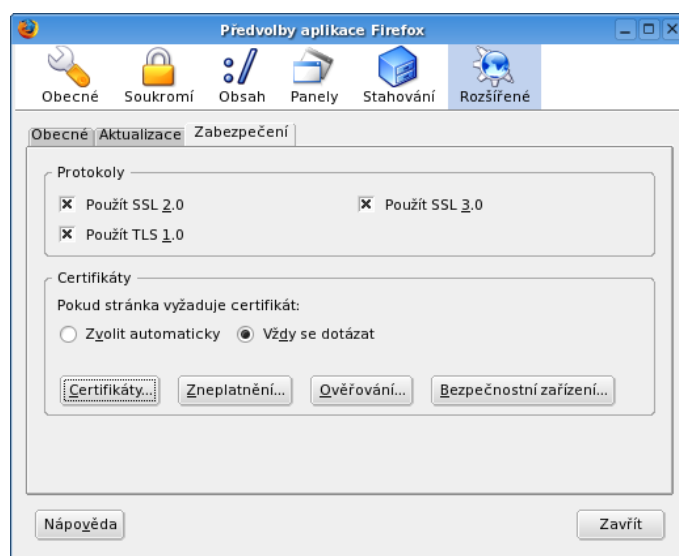 Předvolby aplikace Firefox
Obecné Soukromí Obsah Panely Stahování Rozšířené
Obecné Aktualizace Zabezpečení
Protokoly
Použít SSL 2.0 Použít SSL 3.0
Použít TLS 1.0
Certifikáty
Pokud stránka vyžaduje certifikát:
Zvolit automaticky Vždy se dotázat
Certifikáty... Zneplatnění... Ověřování... Bezpečnostní zařízení...
Nápověda Zavřít